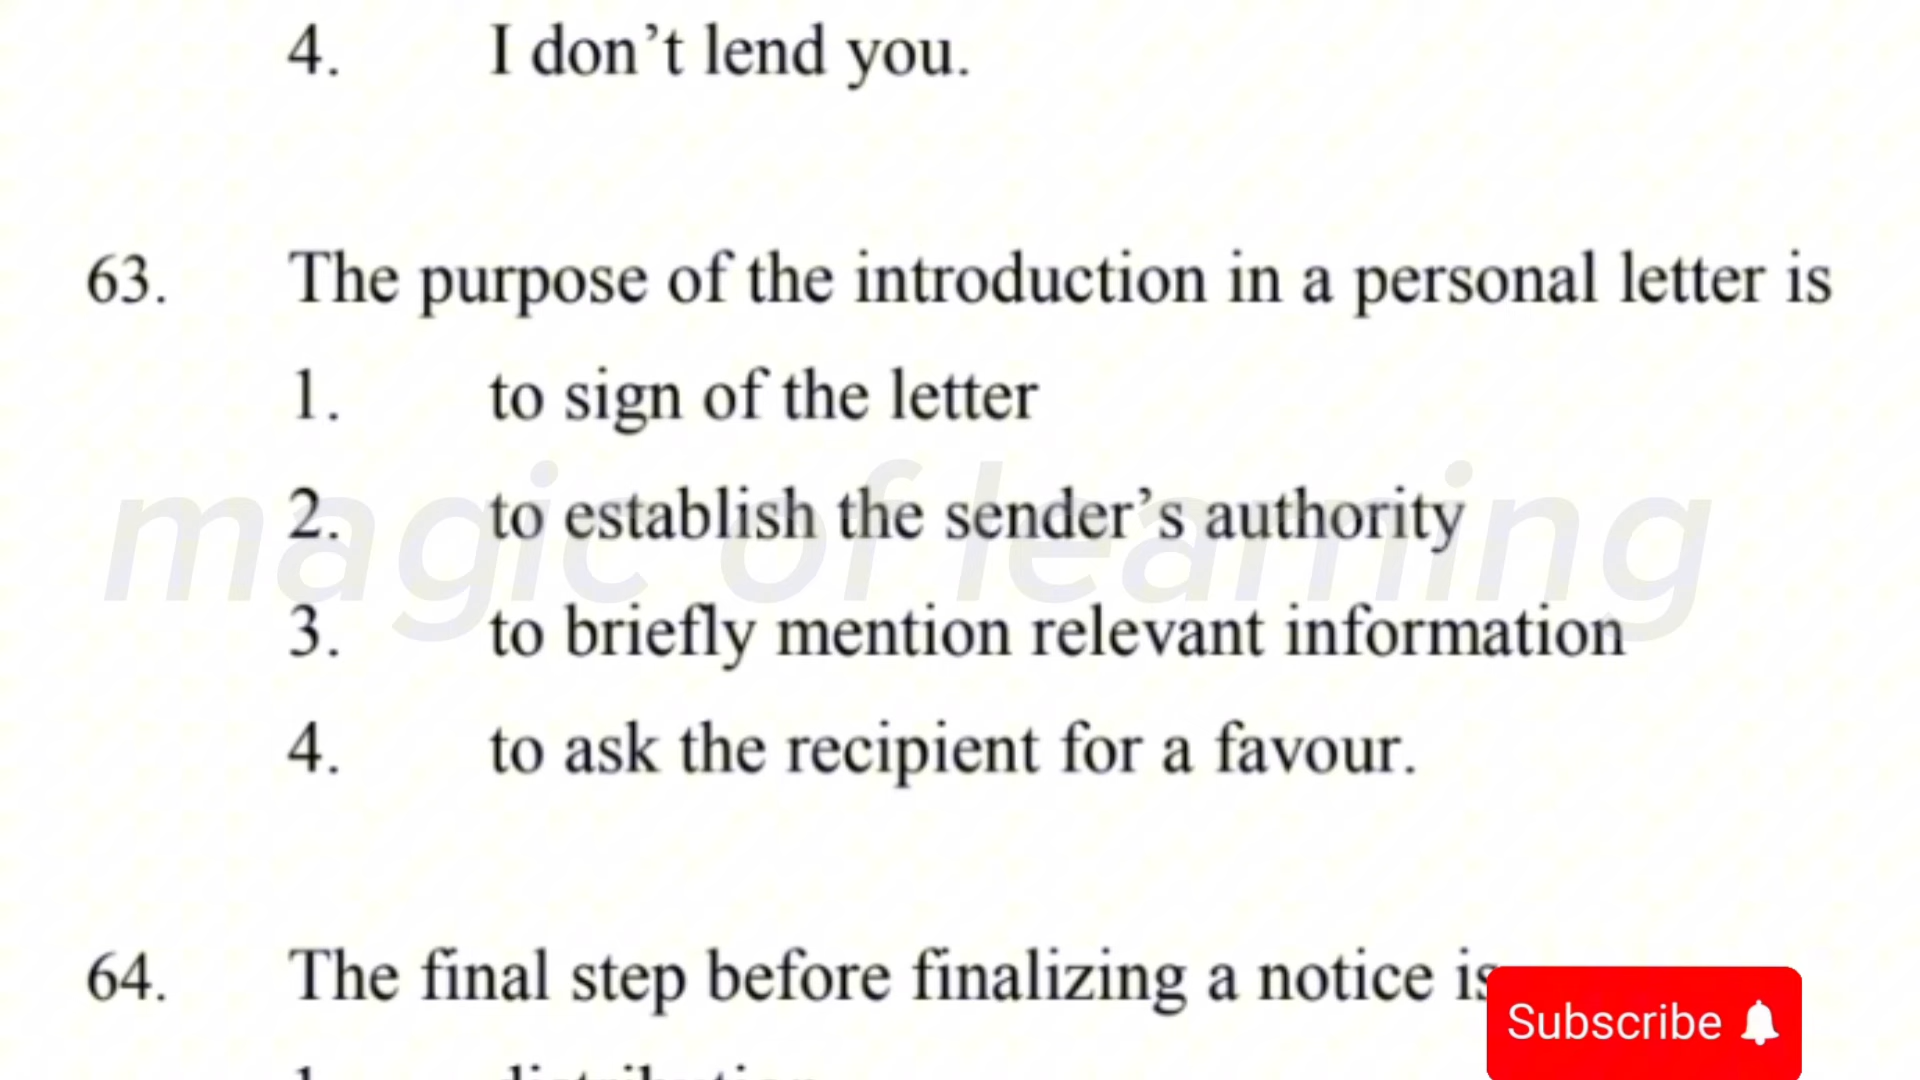 4. I don’t lend you.
63. The purpose of the introduction in a personal letter is
1. to sign of the letter
2. to establish the sender’s authority
magic of learning
3. to briefly mention relevant information
4. to ask the recipient for a favour.
64. The final step before finalizing a notice is
Subscribe